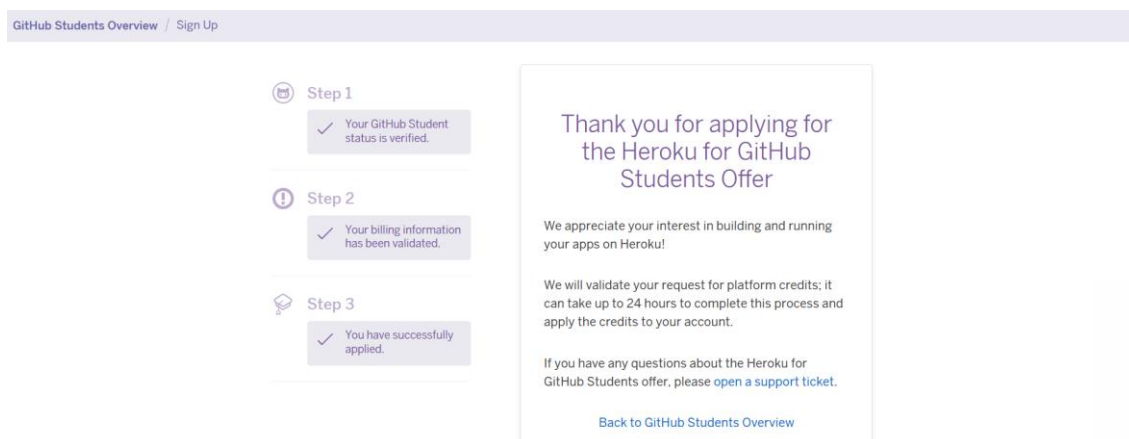 GitHub Students Overview / Sign Up
Step 1
Your GitHub Student
status is verified.
Step 2
Your billing information
has been validated.
Step 3
You have successfully
applied.
Thank you for applying for
the Heroku for GitHub
Students Offer
We appreciate your interest in building and running
your apps on Heroku!
We will validate your request for platform credits; it
can take up to 24 hours to complete this process and
apply the credits to your account.
If you have any questions about the Heroku for
GitHub Students offer, please open a support ticket.
Back to GitHub Students Overview